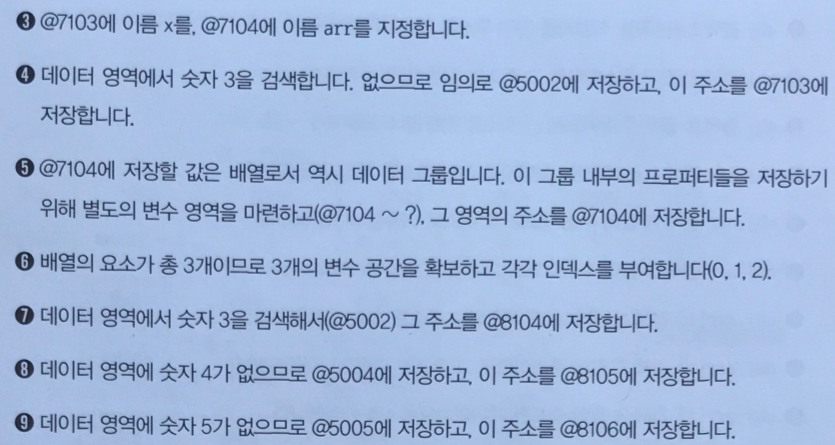 ❸ @7103에 이름 x를, @7104에 이름 arr를 지정합니다.
❹ 데이터 영역에서 숫자 3을 검색합니다. 없으므로 임의로 @5002에 저장하고, 이 주소를 @7103에
저장합니다.
❺ @7104에 저장할 값은 배열로서 역시 데이터 그룹입니다. 이 그룹 내부의 프로퍼티들을 저장하기
위해 별도의 변수 영역을 마련하고(@7104 ~ ?), 그 영역의 주소를 @7104에 저장합니다.
❻ 배열의 요소가 총 3개이므로 3개의 변수 공간을 확보하고 각각 인덱스를 부여합니다(0, 1, 2).
❼ 데이터 영역에서 숫자 3을 검색해서(@5002) 그 주소를 @8104에 저장합니다.
❽ 데이터 영역에 숫자 4가 없으므로 @5004에 저장하고, 이 주소를 @8105에 저장합니다.
❾ 데이터 영역에 숫자 5가 없으므로 @5005에 저장하고, 이 주소를 @8106에 저장합니다.